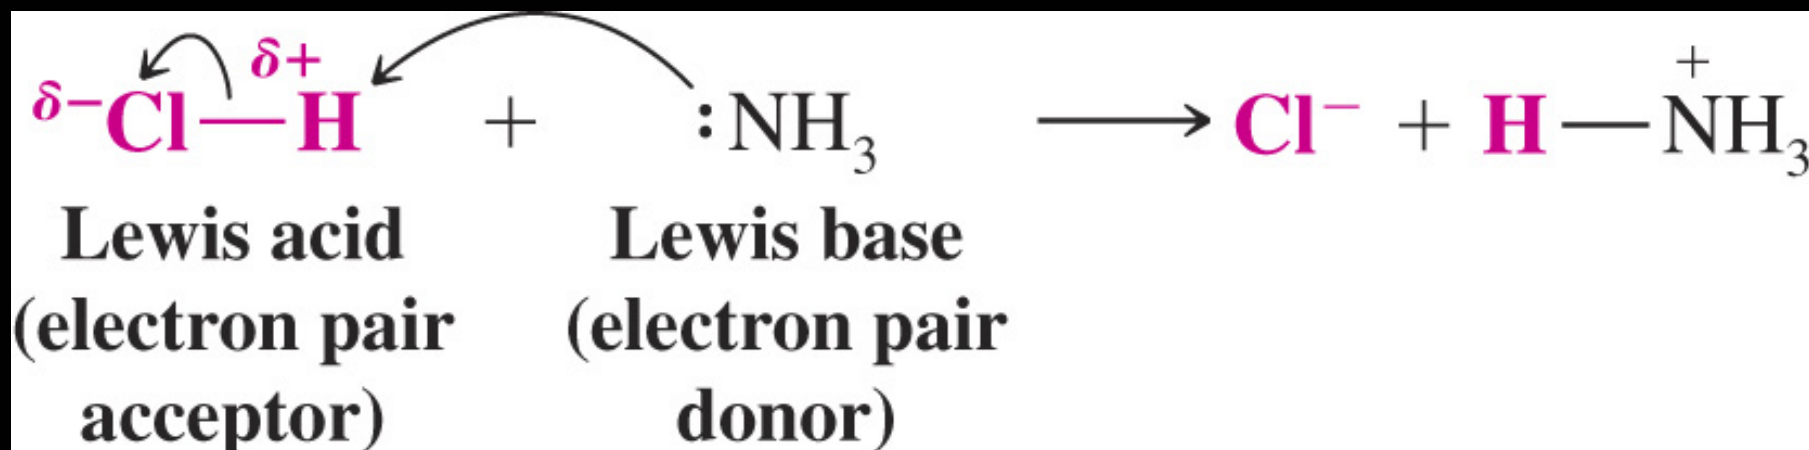 δ−Cl—H δ+ + :NH₃ ⟶ Cl⁻ + H—N⁺H₃
Lewis acid Lewis base
(electron pair (electron pair
acceptor) donor)